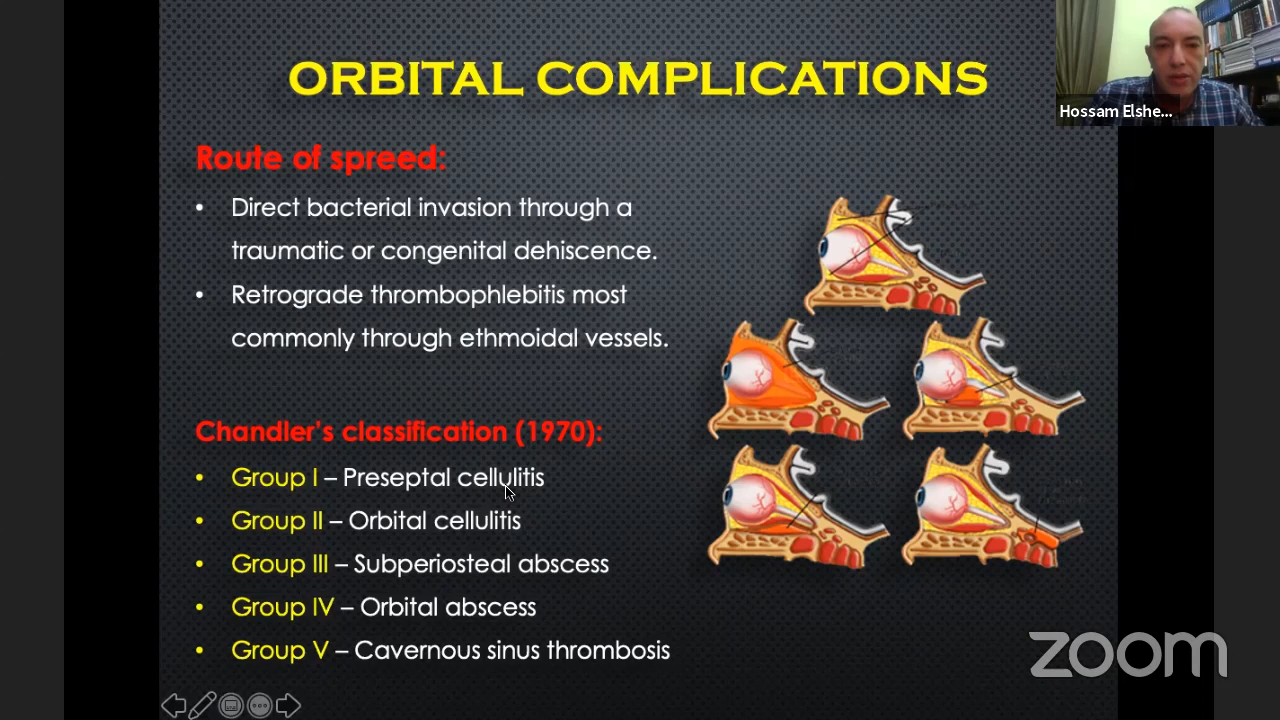 ORBITAL COMPLICATIONS
Hossam Elshe...
Route of spreed:
• Direct bacterial invasion through a
traumatic or congenital dehiscence.
• Retrograde thrombophlebitis most
commonly through ethmoidal vessels.
Chandler's classification (1970):
• Group I – Preseptal cellulitis
• Group II – Orbital cellulitis
• Group III – Subperiosteal abscess
• Group IV – Orbital abscess
• Group V – Cavernous sinus thrombosis
zoom